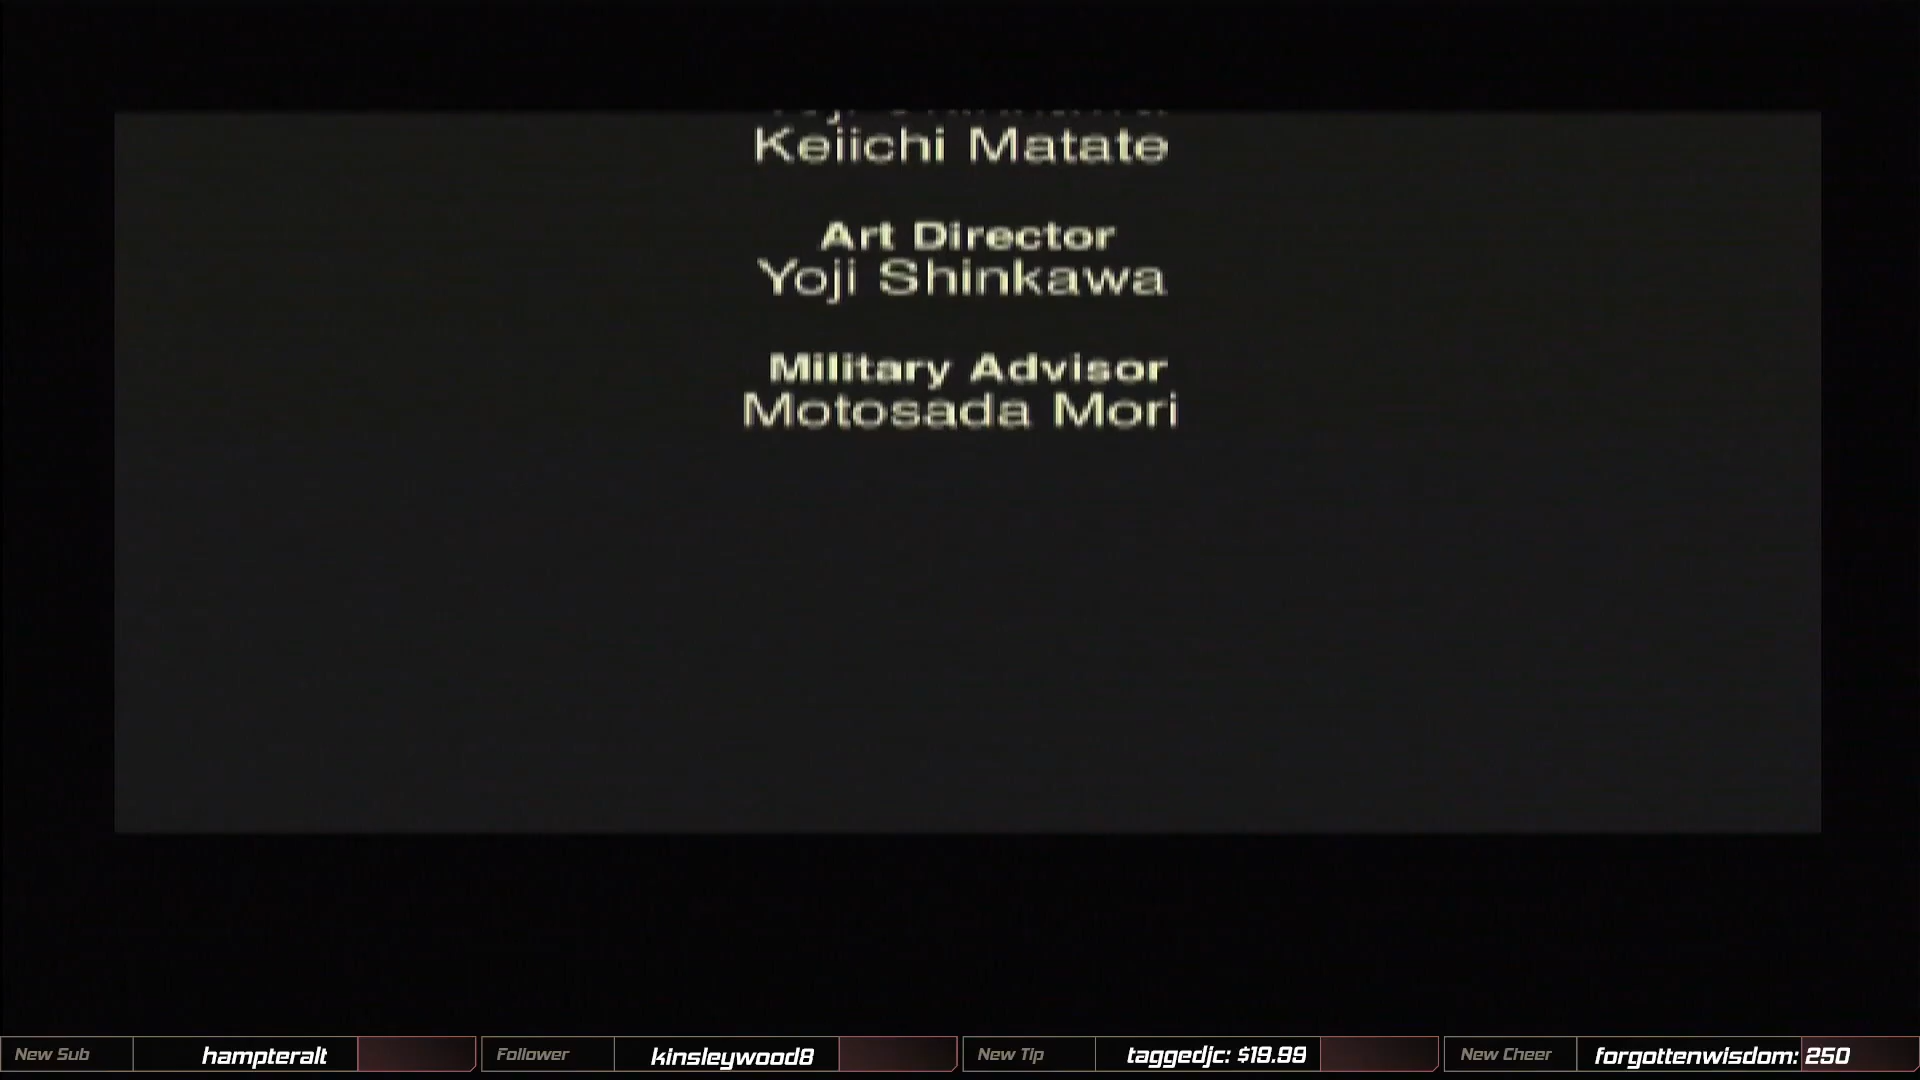 Keiichi Matate
Art Director
Yoji Shinkawa
Military Advisor
Motosada Mori
New Sub hampteralt Follower kinsleywood8 New Tip taggedjc: $19.99 New Cheer forgottenwisdom: 250